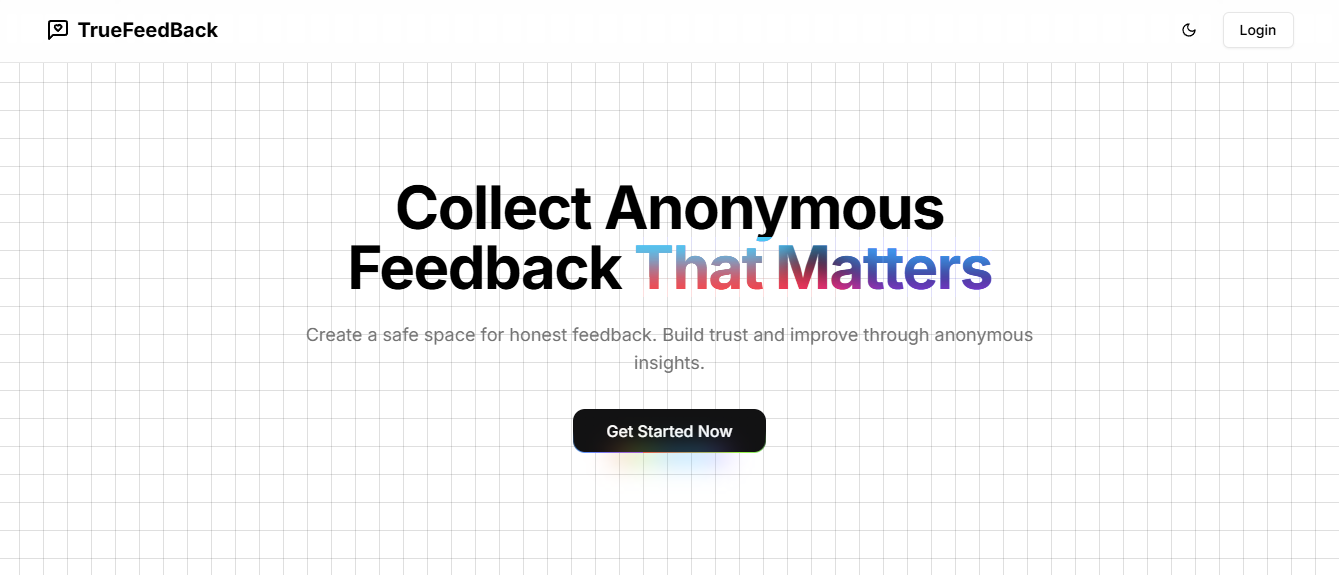 TrueFeedBack
Login
Collect Anonymous
Feedback That Matters
Create a safe space for honest feedback. Build trust and improve through anonymous
insights.
Get Started Now